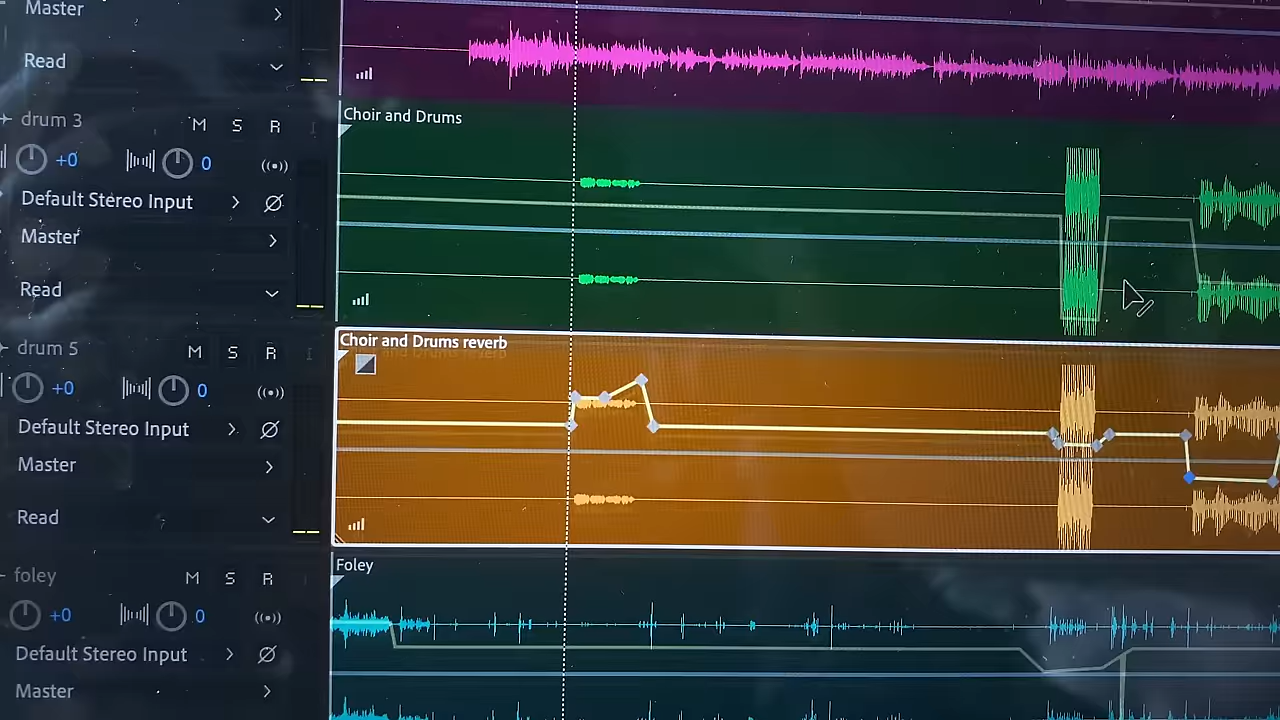 Master
Read
drum 3
M S R I
+0 0
Default Stereo Input
Master
Read
drum 5
M S R I
+0 0
Default Stereo Input
Master
Read
foley
M S R
+0 0
Default Stereo Input
Master
Choir and Drums
Choir and Drums reverb
Foley